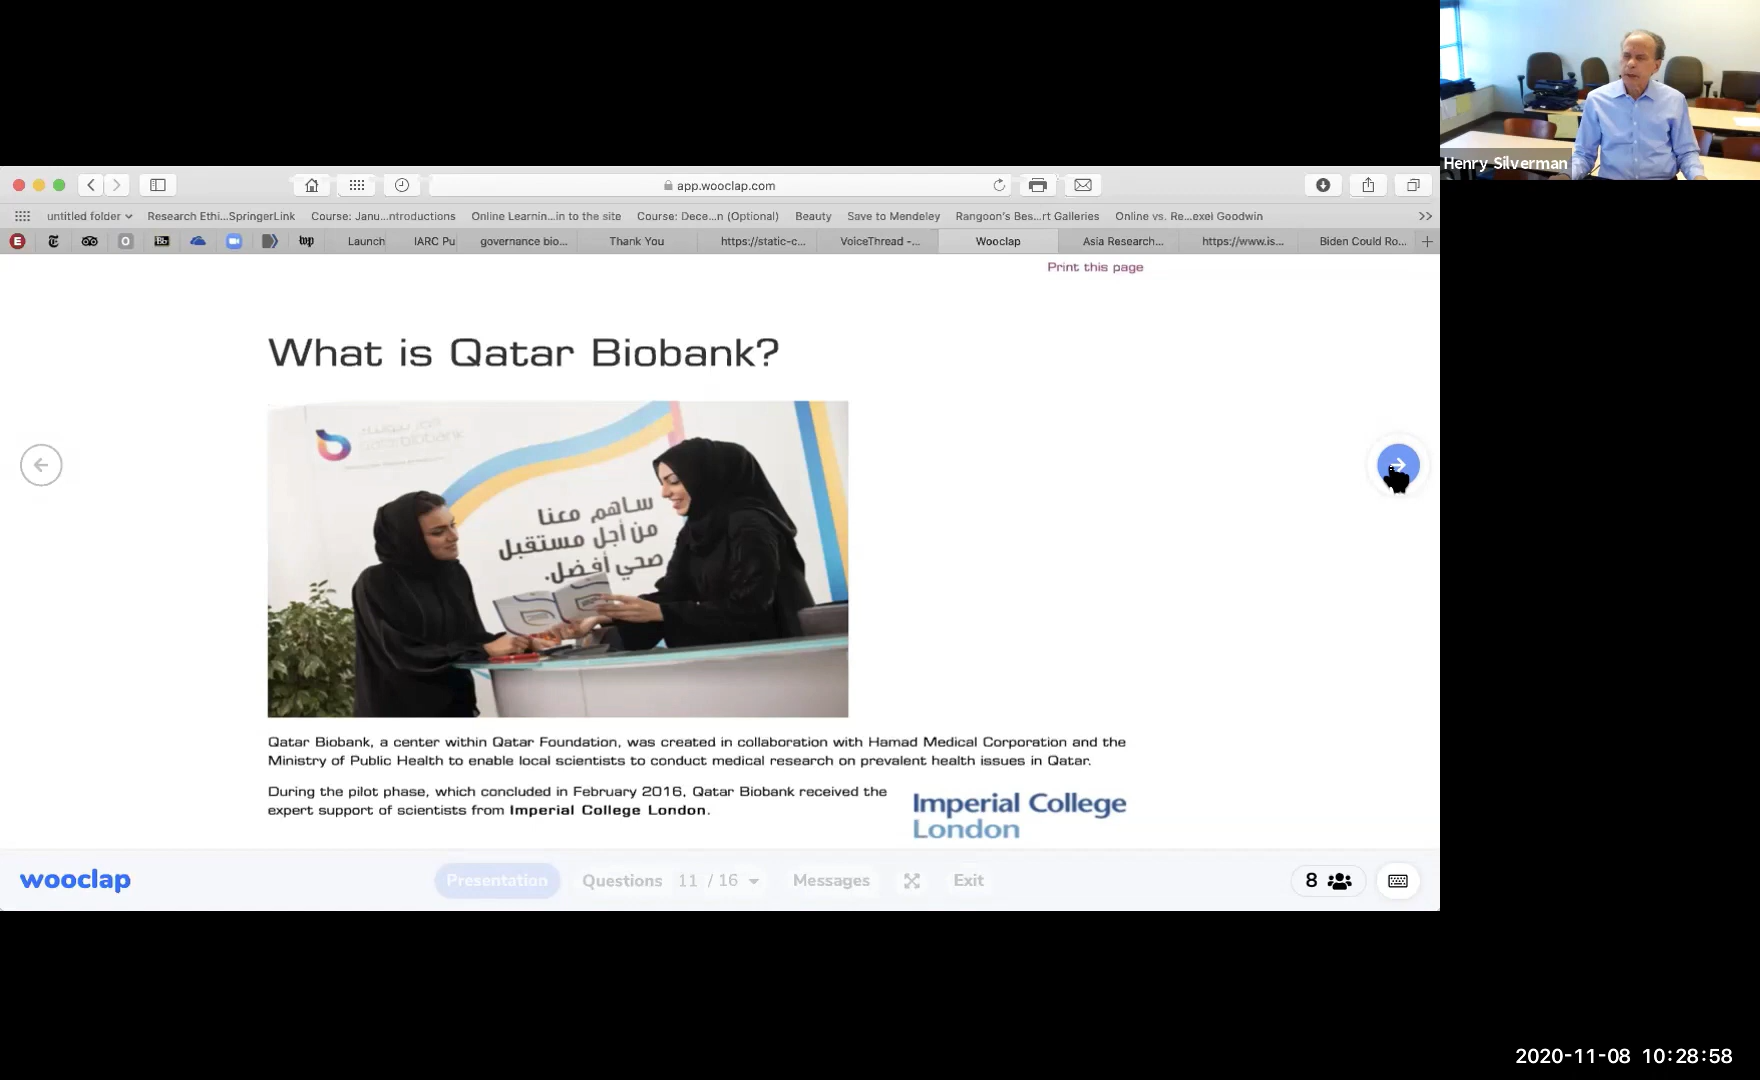 Henry Silverman
app.wooclap.com
untitled folder
Research Ethi...SpringerLink
Course: Janu...ntroductions
Online Learnin...in to the site
Course: Dece...n (Optional)
Beauty
Save to Mendeley
Rangoon's Bes...rt Galleries
Online vs. Re...exel Goodwin
Launch
IARC Pu
governance bio...
Thank You
https://static-c...
VoiceThread -...
Wooclap
Asia Research...
https://www.is...
Biden Could Ro...
Print this page
What is Qatar Biobank?
qatar biobank
ساهم معنا
من أجل مستقبل
صحي أفضل.
Qatar Biobank, a center within Qatar Foundation, was created in collaboration with Hamad Medical Corporation and the
Ministry of Public Health to enable local scientists to conduct medical research on prevalent health issues in Qatar.
During the pilot phase, which concluded in February 2016, Qatar Biobank received the
expert support of scientists from Imperial College London.
Imperial College
London
wooclap
Presentation
Questions 11 / 16
Messages
Exit
8
2020-11-08 10:28:58